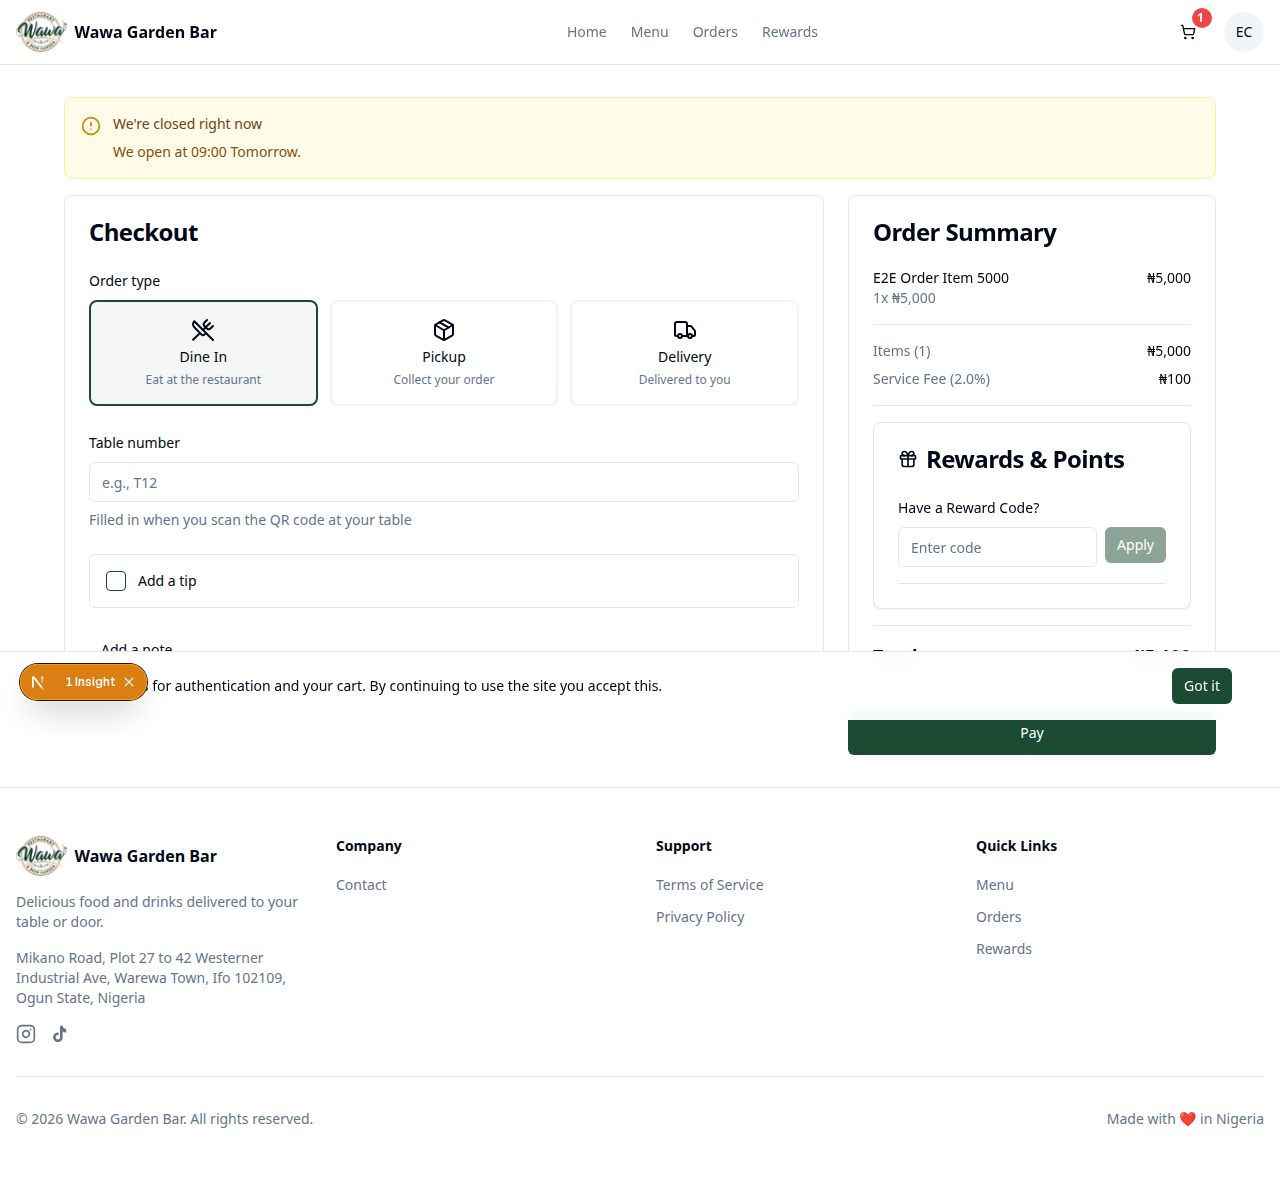 Wawa
Wawa Garden Bar
Home
Menu
Orders
Rewards
1
EC
We're closed right now
We open at 09:00 Tomorrow.
Checkout
Order type
Dine In
Eat at the restaurant
Pickup
Collect your order
Delivery
Delivered to you
Table number
e.g., T12
Filled in when you scan the QR code at your table
Add a tip
Add a note
Order Summary
E2E Order Item 5000
₦5,000
1x ₦5,000
Items (1)
₦5,000
Service Fee (2.0%)
₦100
Rewards & Points
Have a Reward Code?
Enter code
Apply
1 Insight
for authentication and your cart. By continuing to use the site you accept this.
Got it
Pay
Wawa
Wawa Garden Bar
Delicious food and drinks delivered to your
table or door.
Mikano Road, Plot 27 to 42 Westerner
Industrial Ave, Warewa Town, Ifo 102109,
Ogun State, Nigeria
Company
Contact
Support
Terms of Service
Privacy Policy
Quick Links
Menu
Orders
Rewards
© 2026 Wawa Garden Bar. All rights reserved.
Made with ❤️ in Nigeria